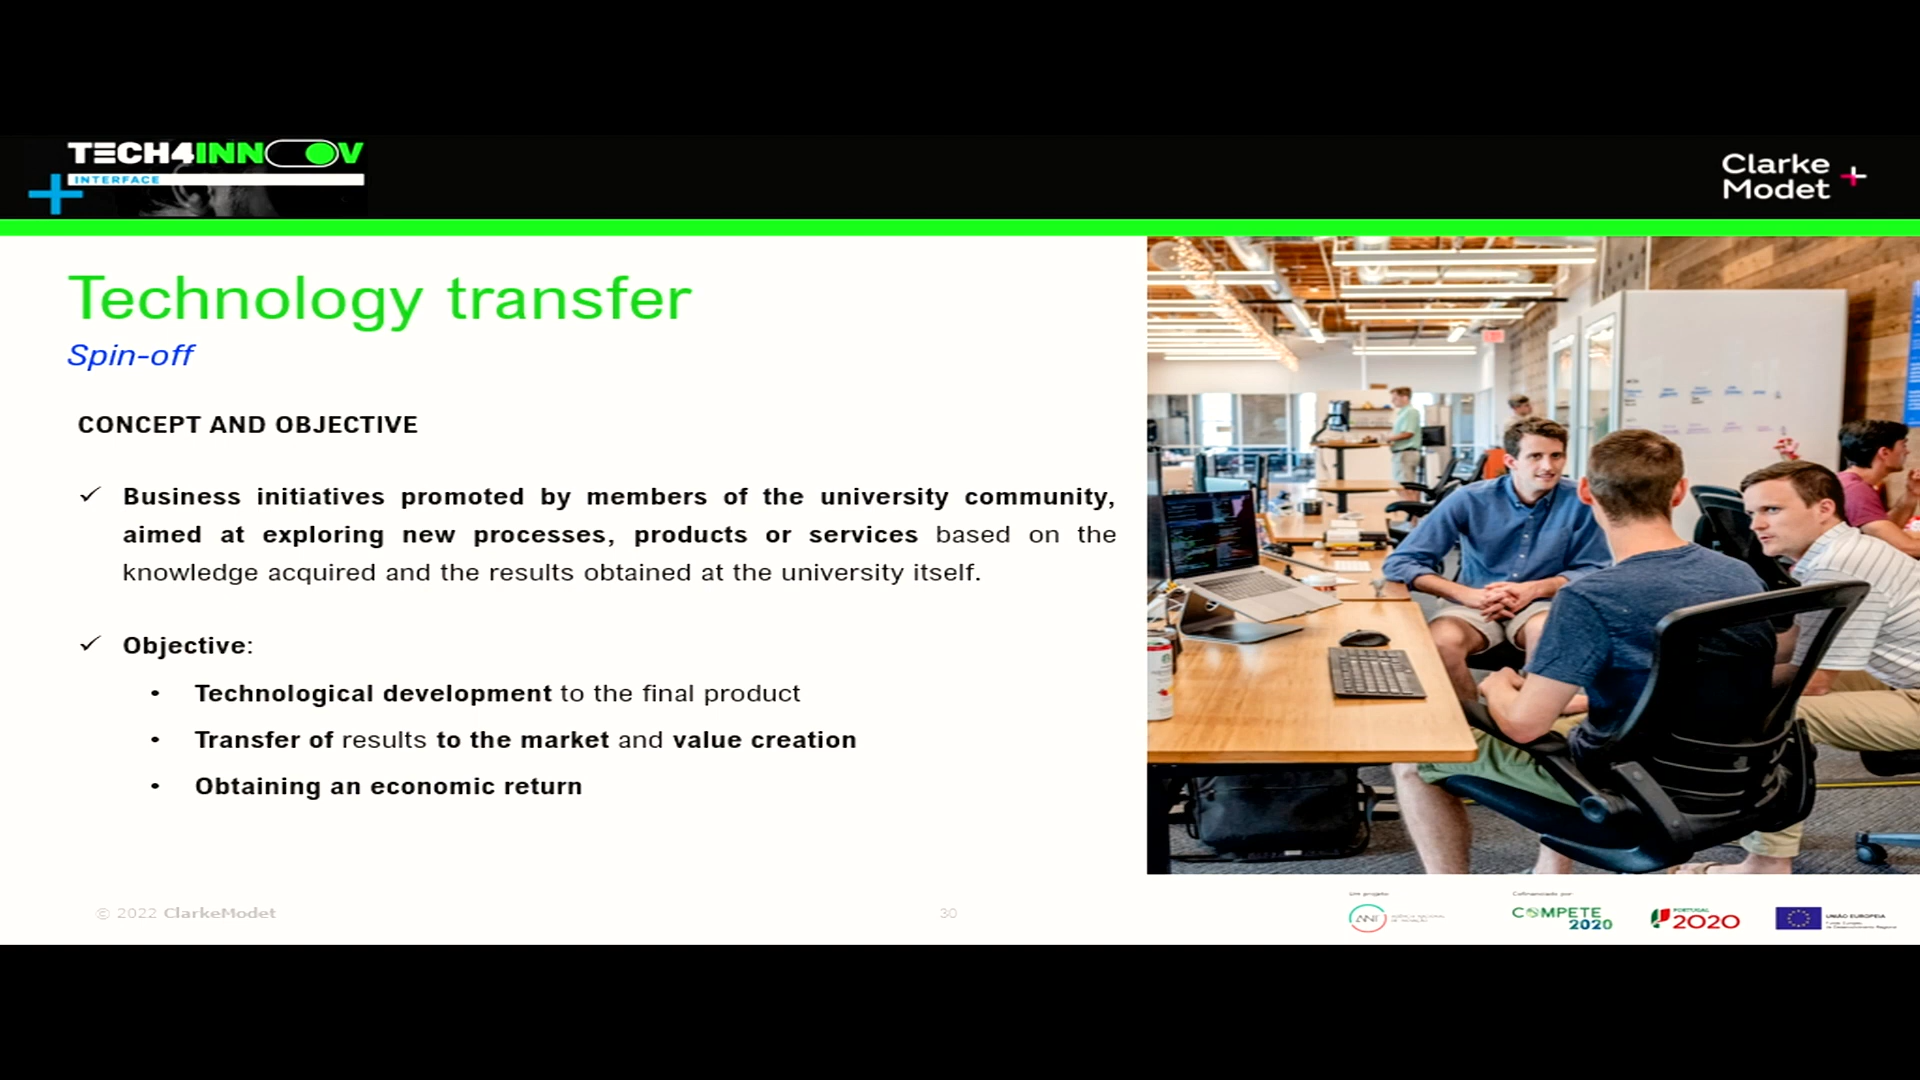 TECH4INNOV
INTERFACE
Clarke
Modet
Technology transfer
Spin-off
CONCEPT AND OBJECTIVE
✓ Business initiatives promoted by members of the university community,
aimed at exploring new processes, products or services based on the
knowledge acquired and the results obtained at the university itself.
✓ Objective:
• Technological development to the final product
• Transfer of results to the market and value creation
• Obtaining an economic return
© 2022 ClarkeModet
30
Um projeto
ANI
Cofinanciado por:
COMPETE
2020
PORTUGAL
2020
UNIÃO EUROPEIA